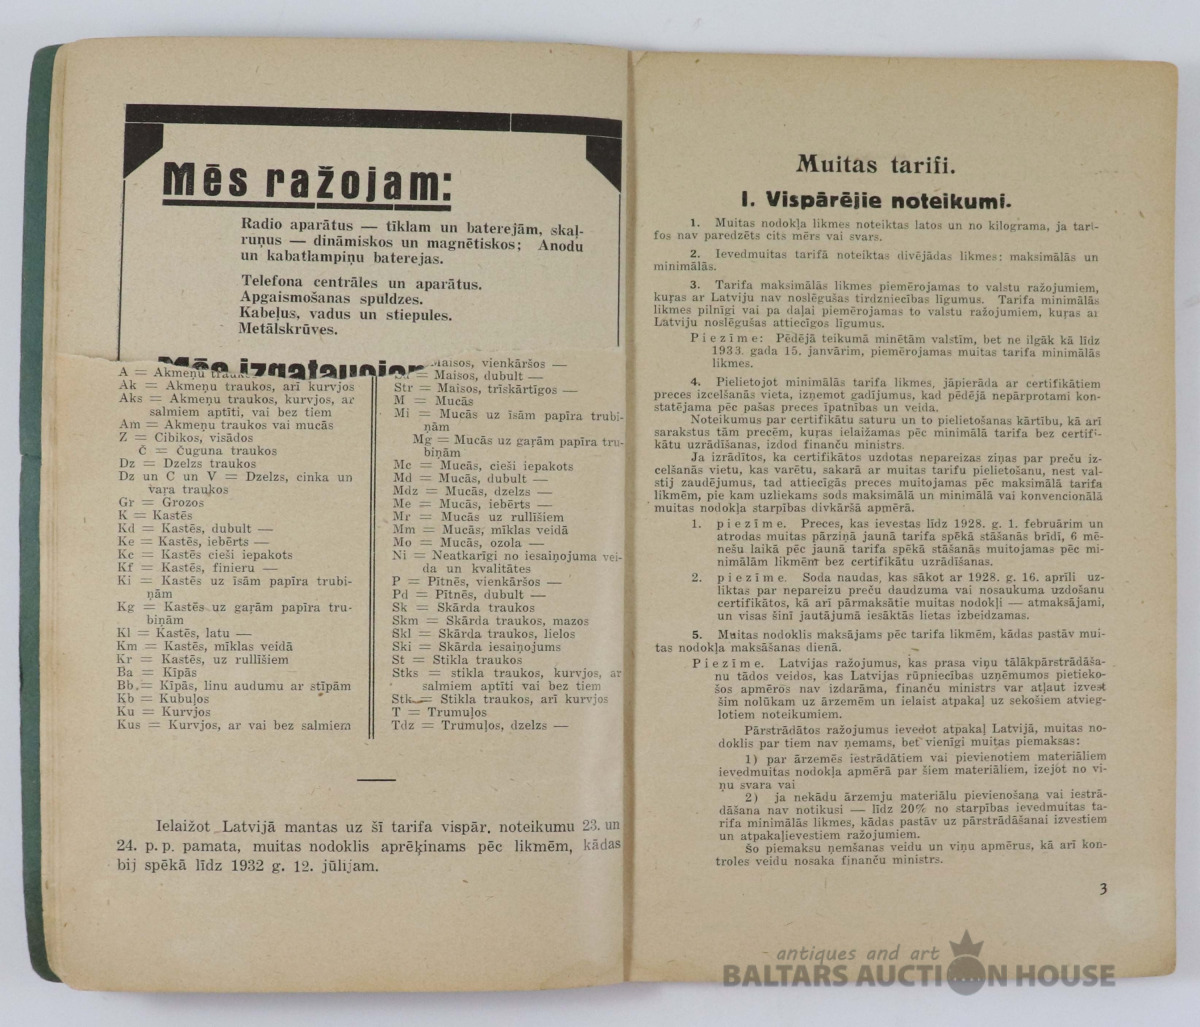 Mēs ražojam:
Radio aparātus — tīklam un baterejām, skaļ-
ruņus — dināmiskos un magnētiskos; Anodu
un kabatlampiņu baterejas.
Telefona centrāles un aparātus.
Apgaismošanas spuldzes.
Kabeļus, vadus un stiepules.
Metālskrūves.
Mēs izgatavojam
A = Akmeņu
Ak = Akmeņu traukos, arī kurvjos
Aks = Akmeņu traukos, kurvjos, ar
salmiem aptīti, vai bez tiem
Am = Akmeņu traukos vai mucās
Z = Cibikos, visādos
Č = Čuguna traukos
Dz = Dzelzs traukos
Dz un C un V = Dzelzs, cinka un
vara traukos
Gr = Grozos
K = Kastēs
Kd = Kastēs, dubult —
Ke = Kastēs, iebērts —
Kc = Kastēs cieši iepakots
Kf = Kastēs, finieru —
Ki = Kastēs uz īsām papīra trubi-
ņām
Kg = Kastēs uz gaŗām papīra tru-
biņām
Kl = Kastēs, latu —
Km = Kastēs, mīklas veidā
Kr = Kastēs, uz rullīšiem
Ba = Ķīpās
Bb. = Ķīpās, linu audumu ar stīpām
Kb = Kubuļos
Ku = Kurvjos
Kus = Kurvjos, ar vai bez salmiem
Maisos, vienkāršos —
= Maisos, dubult —
Str = Maisos, trīskārtīgos —
M = Mucās
Mi = Mucās uz īsām papīra trubi-
ņām
Mg = Mucās uz gaŗām papīra tru-
biņām
Mc = Mucās, cieši iepakots
Md = Mucās, dubult —
Mdz = Mucās, dzelzs —
Me = Mucās, iebērts —
Mr = Mucās uz rullīšiem
Mm = Mucās, mīklas veidā
Mo = Mucās, ozola —
Ni = Neatkarīgi no iesaiņojuma vei-
da un kvalitātes
P = Pītnēs, vienkāršos —
Pd = Pītnēs, dubult —
Sk = Skārda traukos
Skm = Skārda traukos, mazos
Skl = Skārda traukos, lielos
Ski = Skārda iesaiņojums
St = Stikla traukos
Stks = stikla traukos, kurvjos, ar
salmiem aptīti vai bez tiem
Stk = Stikla traukos, arī kurvjos
T = Trumuļos
Tdz = Trumuļos, dzelzs —
Ielaižot Latvijā mantas uz šī tarifa vispār. noteikumu 23. un
24. p. p. pamata, muitas nodoklis aprēķinams pēc likmēm, kādas
bij spēkā līdz 1932 g. 12. jūlijam.
Muitas tarifi.
I. Vispārējie noteikumi.
1. Muitas nodokļa likmes noteiktas latos un no kilograma, ja tari-
fos nav paredzēts cits mērs vai svars.
2. Ievedmuitas tarifā noteiktas divējādas likmes: maksimālās un
minimālās.
3. Tarifa maksimālās likmes piemērojamas to valstu ražojumiem,
kuŗas ar Latviju nav noslēgušas tirdzniecības līgumus. Tarifa minimālās
likmes pilnīgi vai pa daļai piemērojamas to valstu ražojumiem, kuŗas ar
Latviju noslēgušas attiecīgos līgumus.
Piezīme: Pēdējā teikumā minētām valstīm, bet ne ilgāk kā līdz
1933. gada 15. janvārim, piemērojamas muitas tarifa minimālās
likmes.
4. Pielietojot minimālās tarifa likmes, jāpierāda ar certifikātiem
preces izcelšanās vieta, izņemot gadījumus, kad pēdējā nepārprotami kon-
statējama pēc pašas preces īpatnības un veida.
Noteikumus par certifikātu saturu un to pielietošanas kārtību, kā arī
sarakstus tām precēm, kuŗas ielaižamas pēc minimālā tarifa bez certifi-
kātu uzrādīšanas, izdod finanču ministrs.
Ja izrādītos, ka certifikātos uzdotas nepareizas ziņas par preču iz-
celšanās vietu, kas varētu, sakarā ar muitas tarifu pielietošanu, nest val-
stij zaudējumus, tad attiecīgās preces muitojamas pēc maksimālā tarifa
likmēm, pie kam uzliekams sods maksimālā un minimālā vai konvencionālā
muitas nodokļa starpības divkāršā apmērā.
1. piezīme. Preces, kas ievestas līdz 1928. g. 1. februārim un
atrodas muitas pārziņā jaunā tarifa spēkā stāšanās brīdī, 6 mē-
nešu laikā pēc jaunā tarifa spēkā stāšanās muitojamas pēc mi-
nimālām likmēm bez certifikātu uzrādīšanas.
2. piezīme. Soda naudas, kas sākot ar 1928. g. 16. aprīli uz-
liktas par nepareizu preču daudzuma vai nosaukuma uzdošanu
certifikātos, kā arī pārmaksātie muitas nodokļi — atmaksājami,
un visas šinī jautājumā iesāktās lietas izbeidzamas.
5. Muitas nodoklis maksājams pēc tarifa likmēm, kādas pastāv mui-
tas nodokļa maksāšanas dienā.
Piezīme. Latvijas ražojumus, kas prasa viņu tālākpārstrādāša-
nu tādos veidos, kas Latvijas rūpniecības uzņēmumos pietieko-
šos apmēros nav izdarāma, finanču ministrs var atļaut izvest
šim nolūkam uz ārzemēm un ielaist atpakaļ uz sekošiem atvieg-
lotiem noteikumiem.
Pārstrādātos ražojumus ievedot atpakaļ Latvijā, muitas no-
doklis par tiem nav ņemams, bet vienīgi muitas piemaksas:
1) par ārzemēs iestrādātiem vai pievienotiem materiāliem
ievedmuitas nodokļa apmērā par šiem materiāliem, izejot no vi-
ņu svara vai
2) ja nekādu ārzemju materiālu pievienošana vai iestrā-
dāšana nav notikusi — līdz 20% no starpības ievedmuitas ta-
rifa minimālās likmēs, kādas pastāv uz pārstrādāšanai izvestiem
un atpakaļievestiem ražojumiem.
Šo piemaksu ņemšanas veidu un viņu apmērus, kā arī kon-
troles veidu nosaka finanču ministrs.
3
- antiques and art
BALTARS AUCTION HOUSE